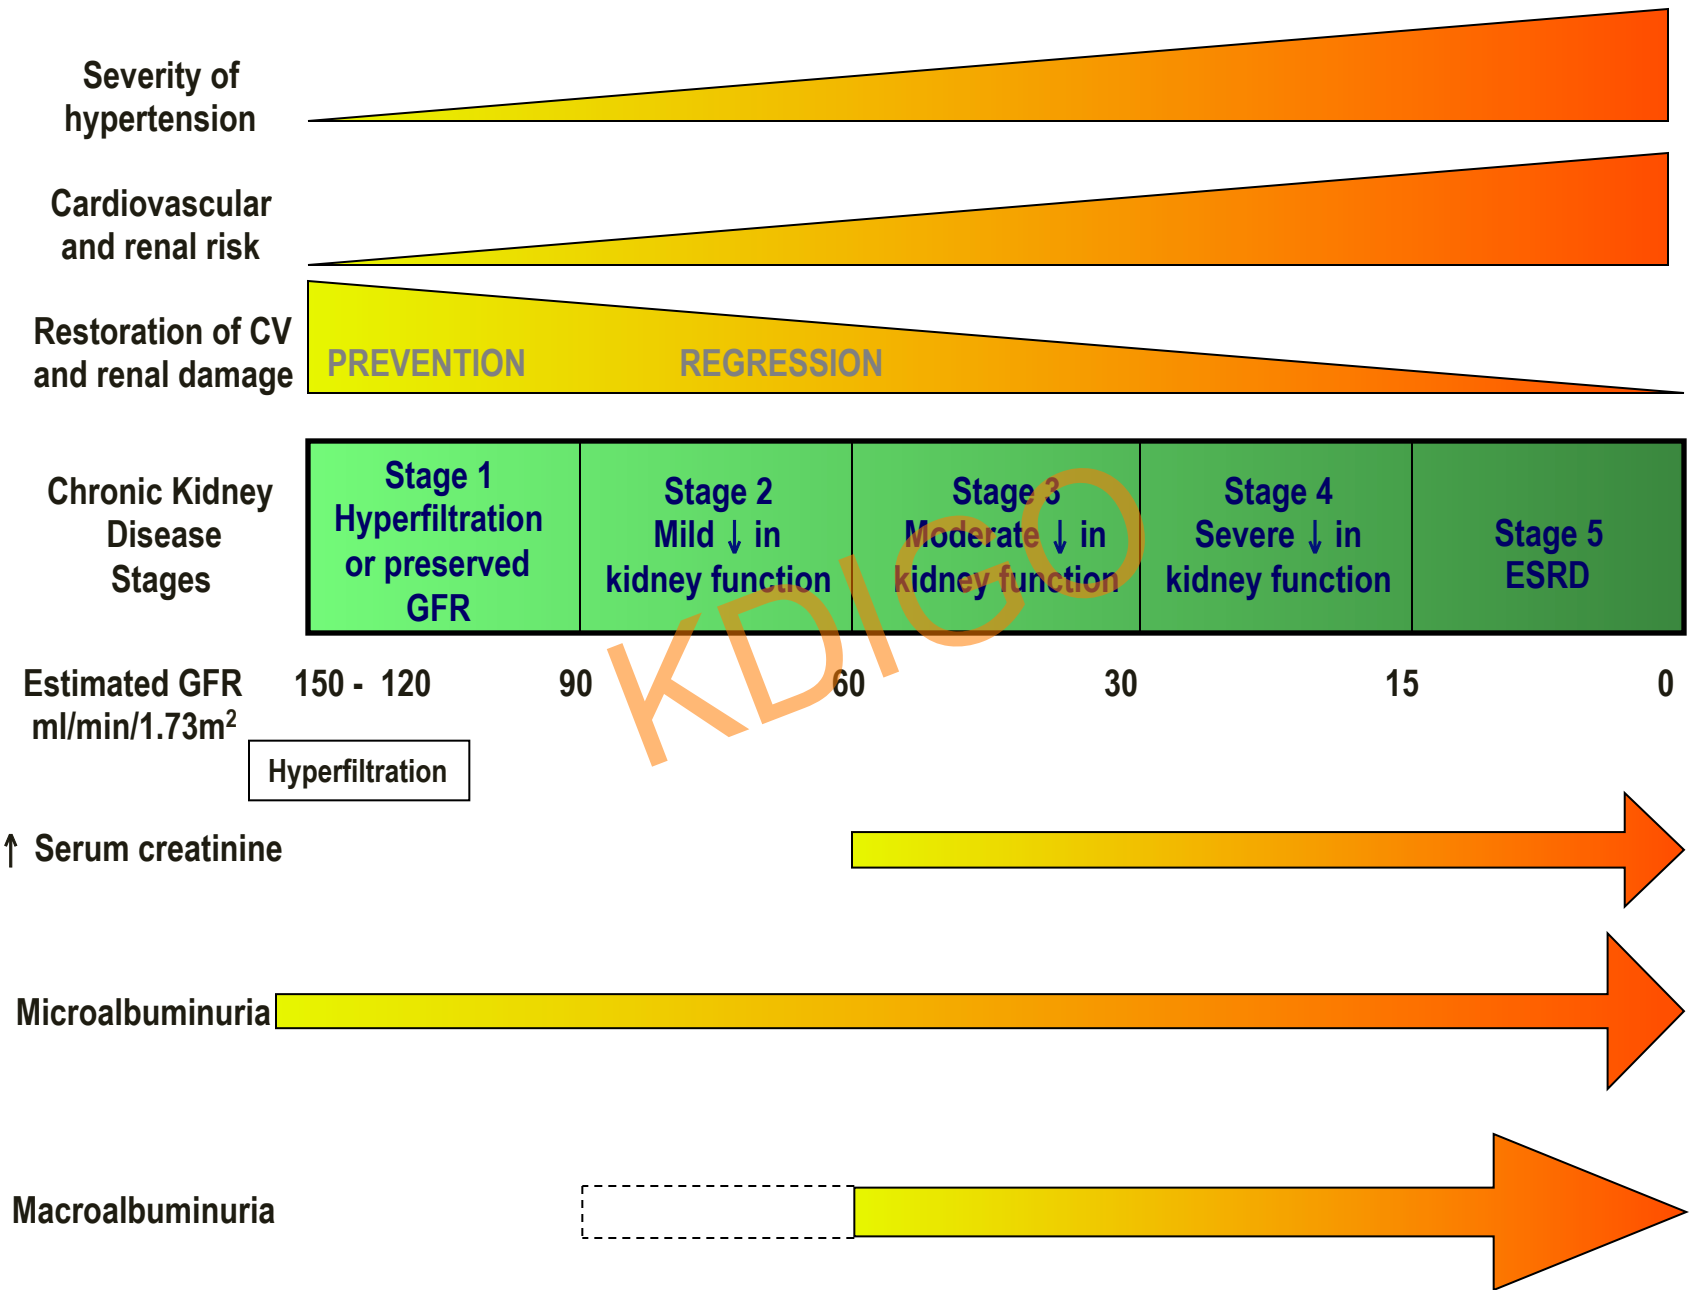 Severity of
hypertension
Cardiovascular
and renal risk
Restoration of CV
and renal damage
PREVENTION REGRESSION
Chronic Kidney
Disease
Stages
Stage 1
Hyperfiltration
or preserved
GFR
Stage 2
Mild ↓ in
kidney function
Stage 3
Moderate ↓ in
kidney function
Stage 4
Severe ↓ in
kidney function
Stage 5
ESRD
KDIGO
Estimated GFR
ml/min/1.73m²
150 - 120 90 60 30 15 0
Hyperfiltration
↑ Serum creatinine
Microalbuminuria
Macroalbuminuria